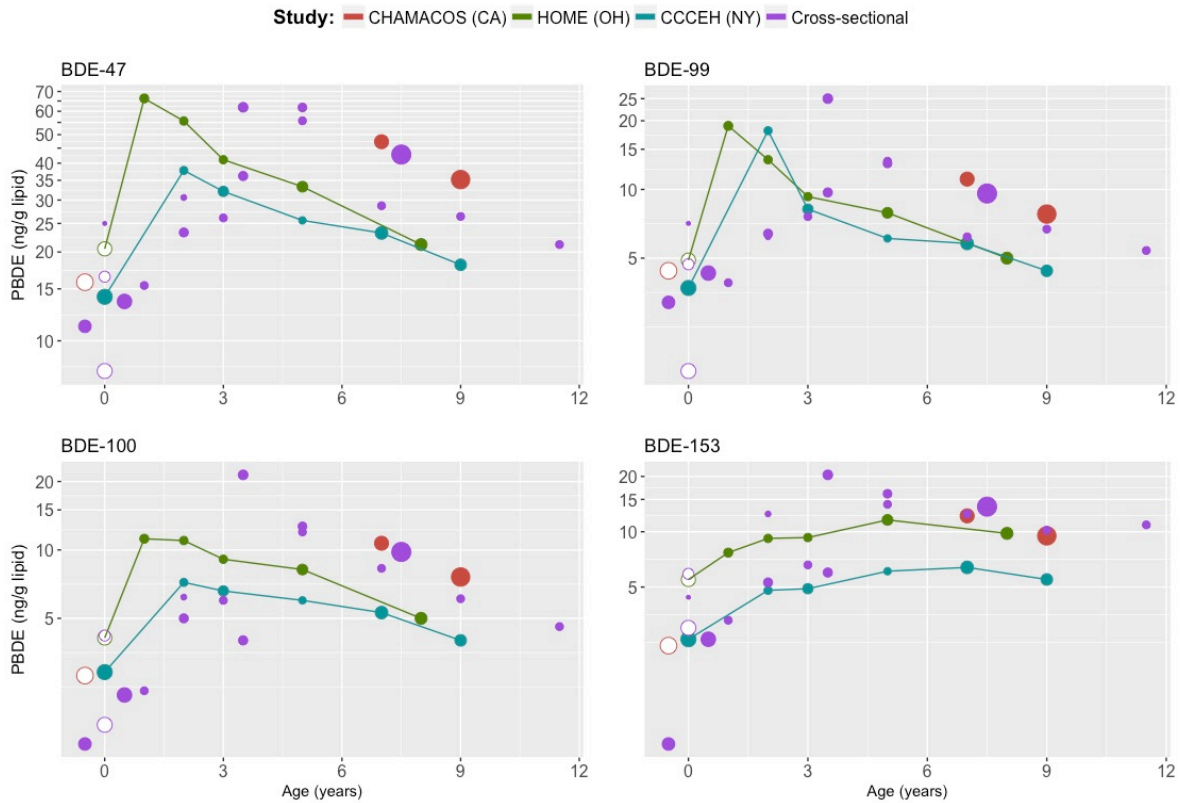 Study: CHAMACOS (CA) HOME (OH) CCCEH (NY) Cross-sectional
BDE-47
BDE-99
PBDE (ng/g lipid)
70
60
50
40
35
30
25
20
15
10
0 3 6 9 12
25
20
15
10
5
0 3 6 9 12
BDE-100
BDE-153
PBDE (ng/g lipid)
20
15
10
5
0 3 6 9 12
Age (years)
20
15
10
5
0 3 6 9 12
Age (years)